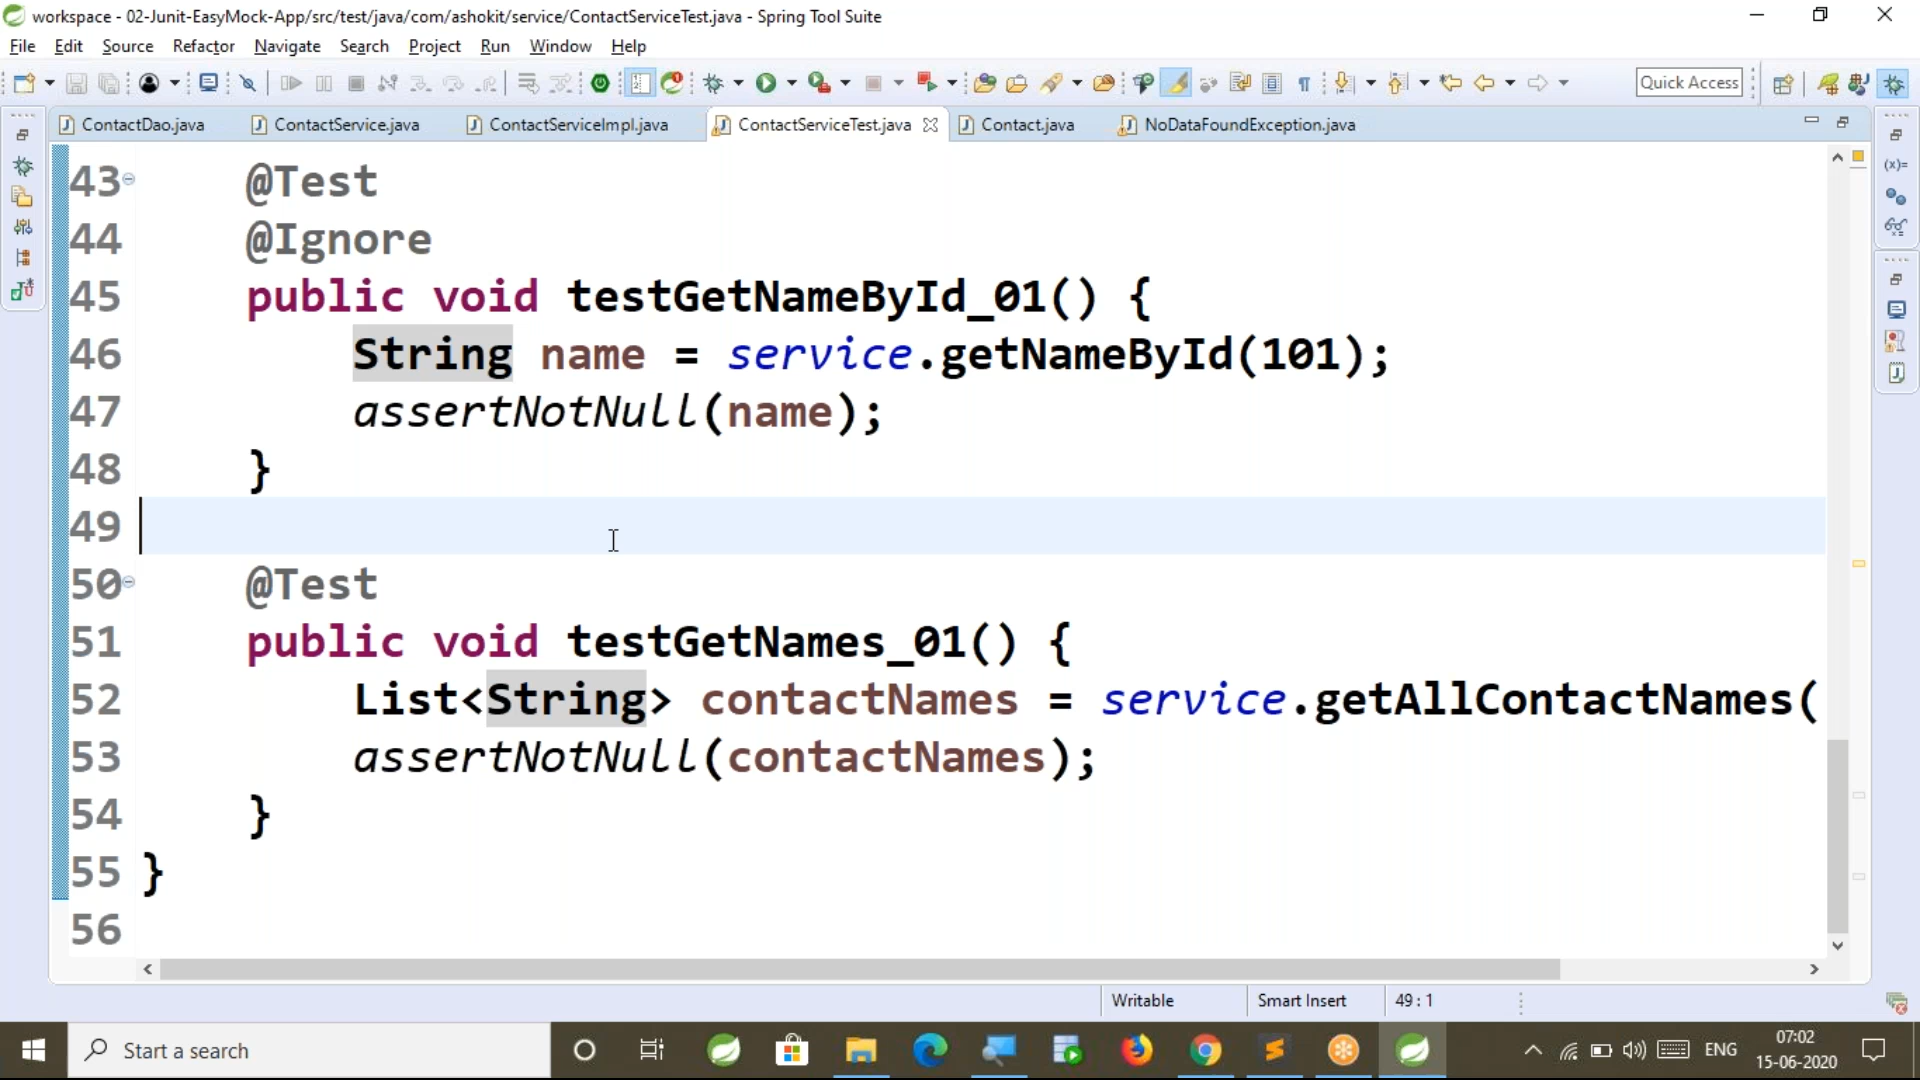 workspace - 02-Junit-EasyMock-App/src/test/java/com/ashokit/service/ContactServiceTest.java - Spring Tool Suite
File Edit Source Refactor Navigate Search Project Run Window Help
Quick Access
ContactDao.java ContactService.java ContactServiceImpl.java ContactServiceTest.java Contact.java NoDataFoundException.java
43 @Test
44 @Ignore
45 public void testGetNameById_01() {
46 String name = service.getNameById(101);
47 assertNotNull(name);
48 }
49
50 @Test
51 public void testGetNames_01() {
52 List<String> contactNames = service.getAllContactNames(
53 assertNotNull(contactNames);
54 }
55 }
56
Writable Smart Insert 49 : 1
Start a search
ENG
07:02
15-06-2020